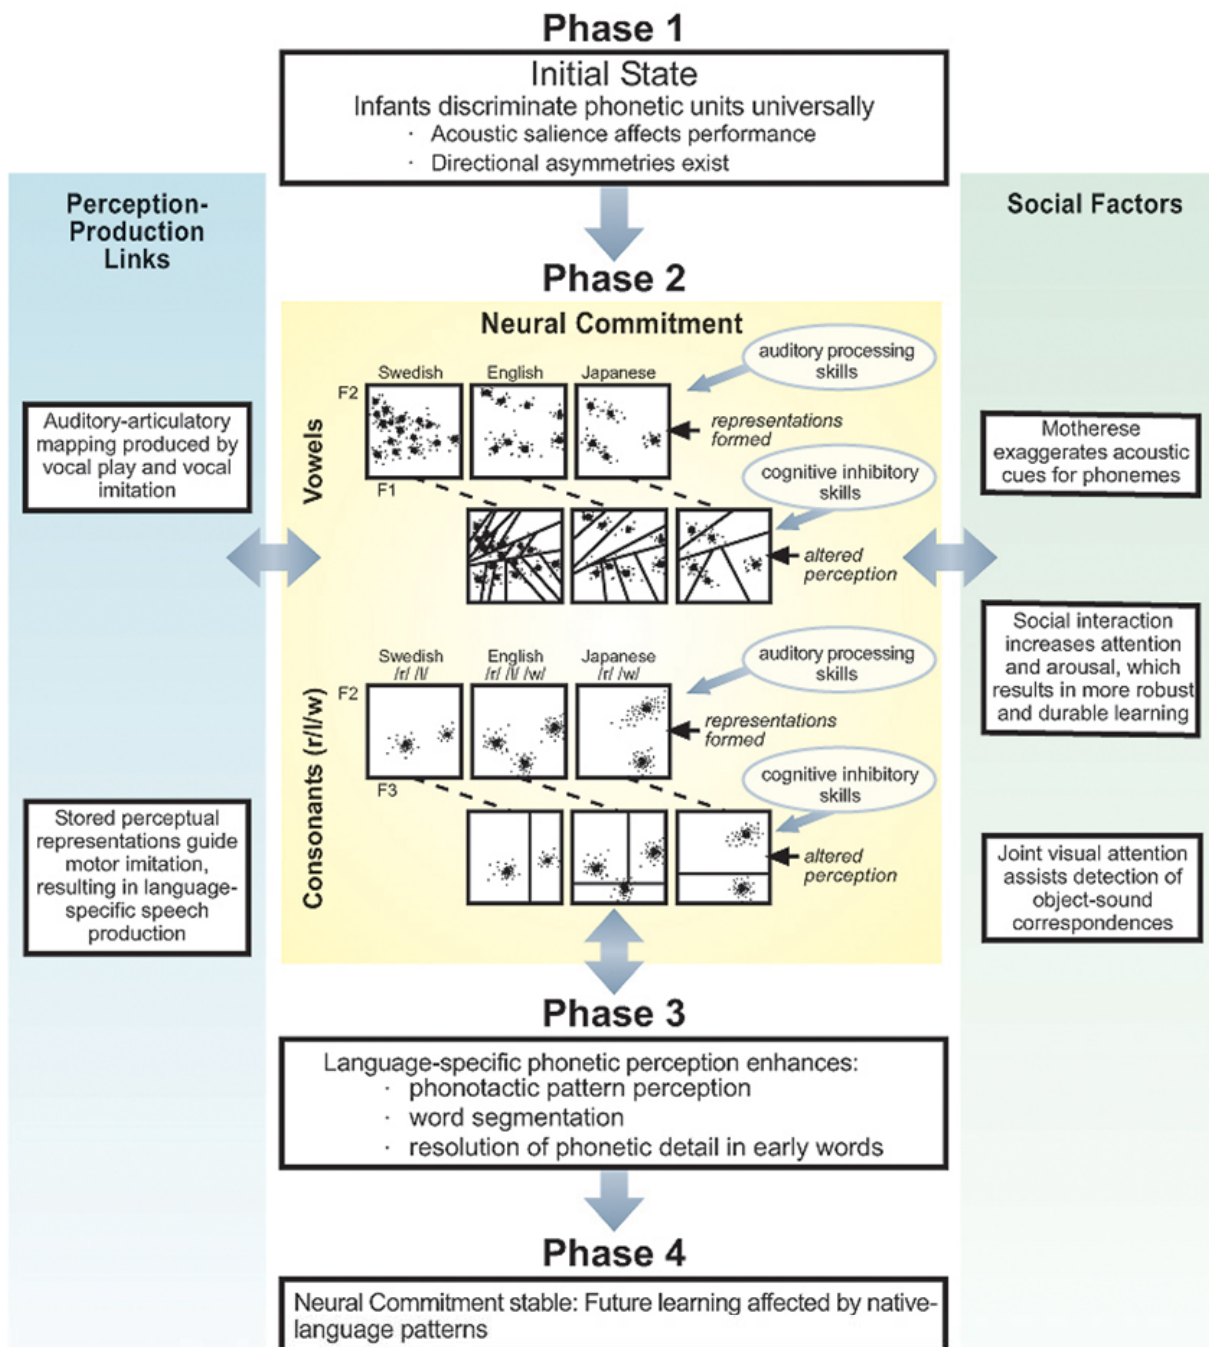 Phase 1
Initial State
Infants discriminate phonetic units universally
· Acoustic salience affects performance
· Directional asymmetries exist
Perception-
Production
Links
Auditory-articulatory
mapping produced by
vocal play and vocal
imitation
Stored perceptual
representations guide
motor imitation,
resulting in language-
specific speech
production
Phase 2
Neural Commitment
Vowels
Swedish
English
Japanese
F2
F1
auditory processing
skills
representations
formed
cognitive inhibitory
skills
altered
perception
Consonants (r/l/w)
Swedish
/r/ /l/
English
/r/ /l/ /w/
Japanese
/r/ /w/
F2
F3
auditory processing
skills
representations
formed
cognitive inhibitory
skills
altered
perception
Social Factors
Motherese
exaggerates acoustic
cues for phonemes
Social interaction
increases attention
and arousal, which
results in more robust
and durable learning
Joint visual attention
assists detection of
object-sound
correspondences
Phase 3
Language-specific phonetic perception enhances:
· phonotactic pattern perception
· word segmentation
· resolution of phonetic detail in early words
Phase 4
Neural Commitment stable: Future learning affected by native-
language patterns